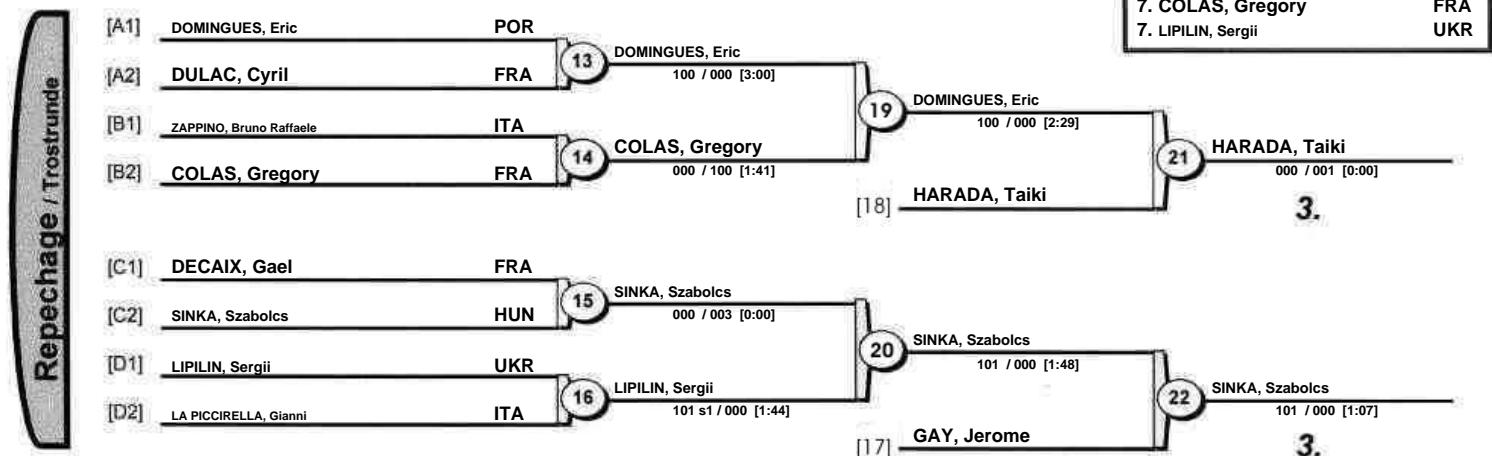 7. COLAS, Gregory FRA
7. LIPILIN, Sergii UKR
Repechage / Trostrunde
[A1] DOMINGUES, Eric POR
13
DOMINGUES, Eric
100 / 000 [3:00]
[A2] DULAC, Cyril FRA
19
DOMINGUES, Eric
100 / 000 [2:29]
[B1] ZAPPINO, Bruno Raffaele ITA
14
COLAS, Gregory
000 / 100 [1:41]
[B2] COLAS, Gregory FRA
21
HARADA, Taiki
000 / 001 [0:00]
[18] HARADA, Taiki
3.
[C1] DECAIX, Gael FRA
15
SINKA, Szabolcs
000 / 003 [0:00]
[C2] SINKA, Szabolcs HUN
20
SINKA, Szabolcs
101 / 000 [1:48]
[D1] LIPILIN, Sergii UKR
16
LIPILIN, Sergii
101 s1 / 000 [1:44]
[D2] LA PICCIRELLA, Gianni ITA
22
SINKA, Szabolcs
101 / 000 [1:07]
[17] GAY, Jerome
3.